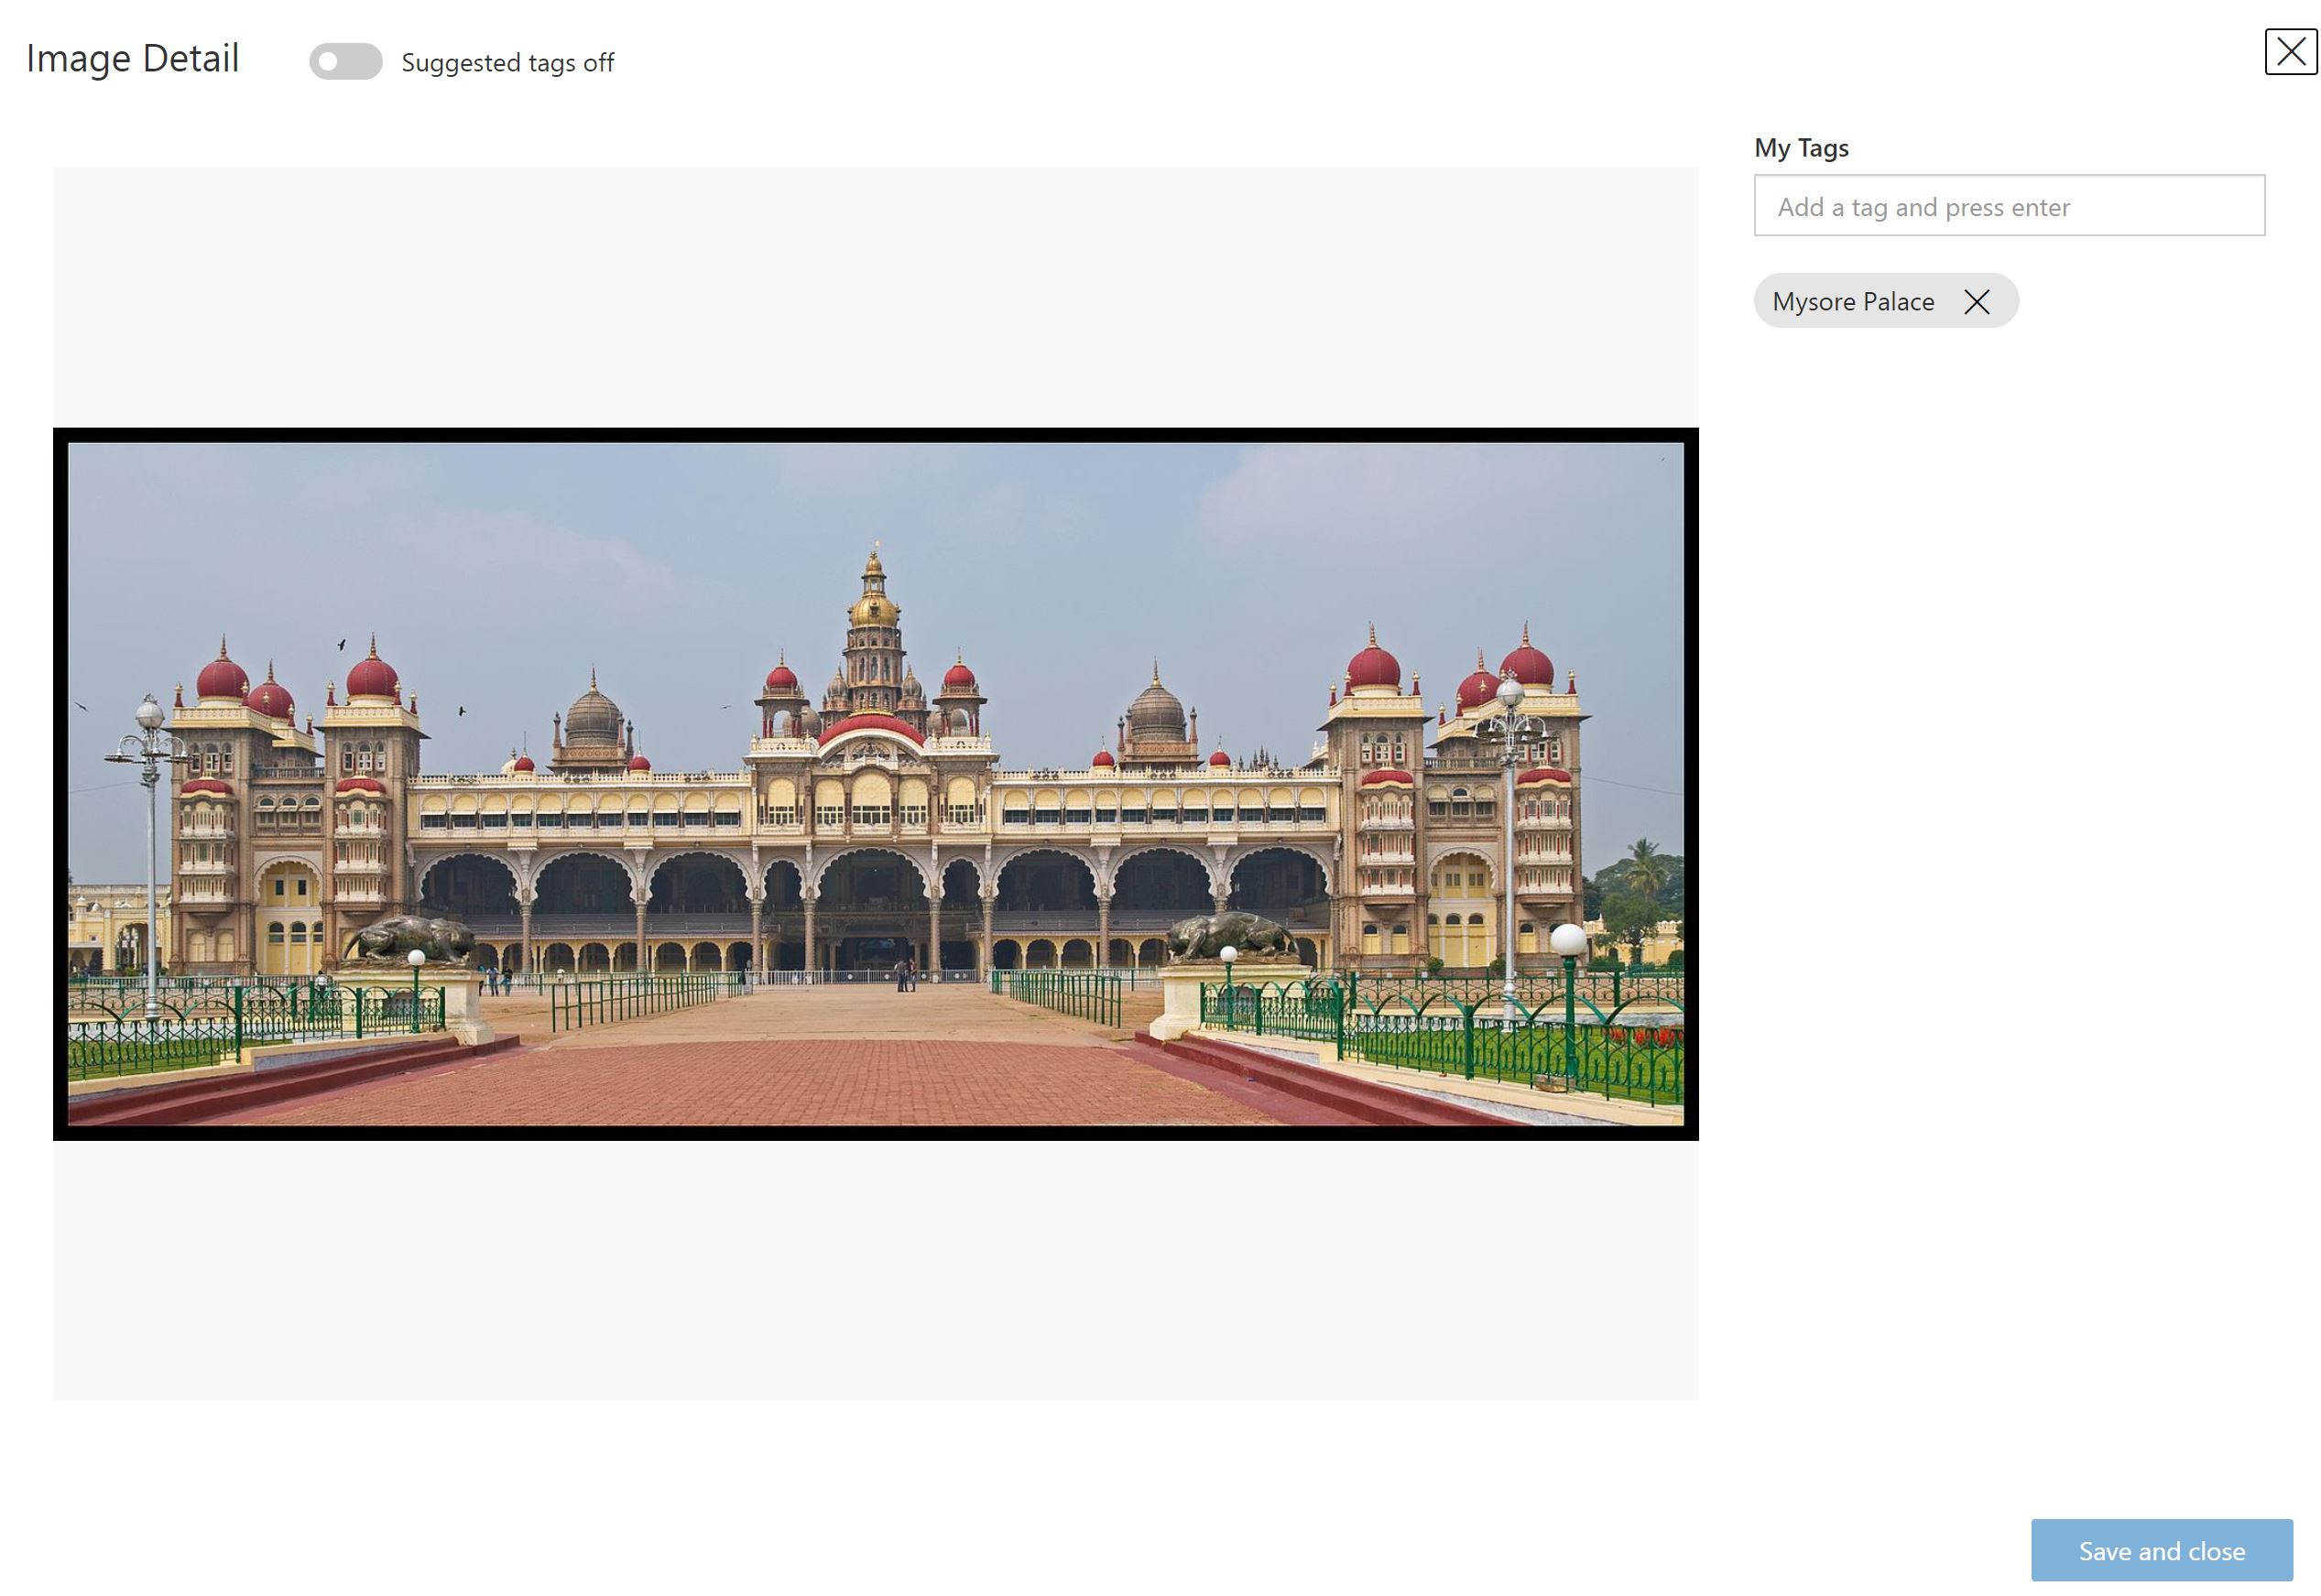 Image Detail
Suggested tags off
My Tags
Add a tag and press enter
Mysore Palace
Save and close